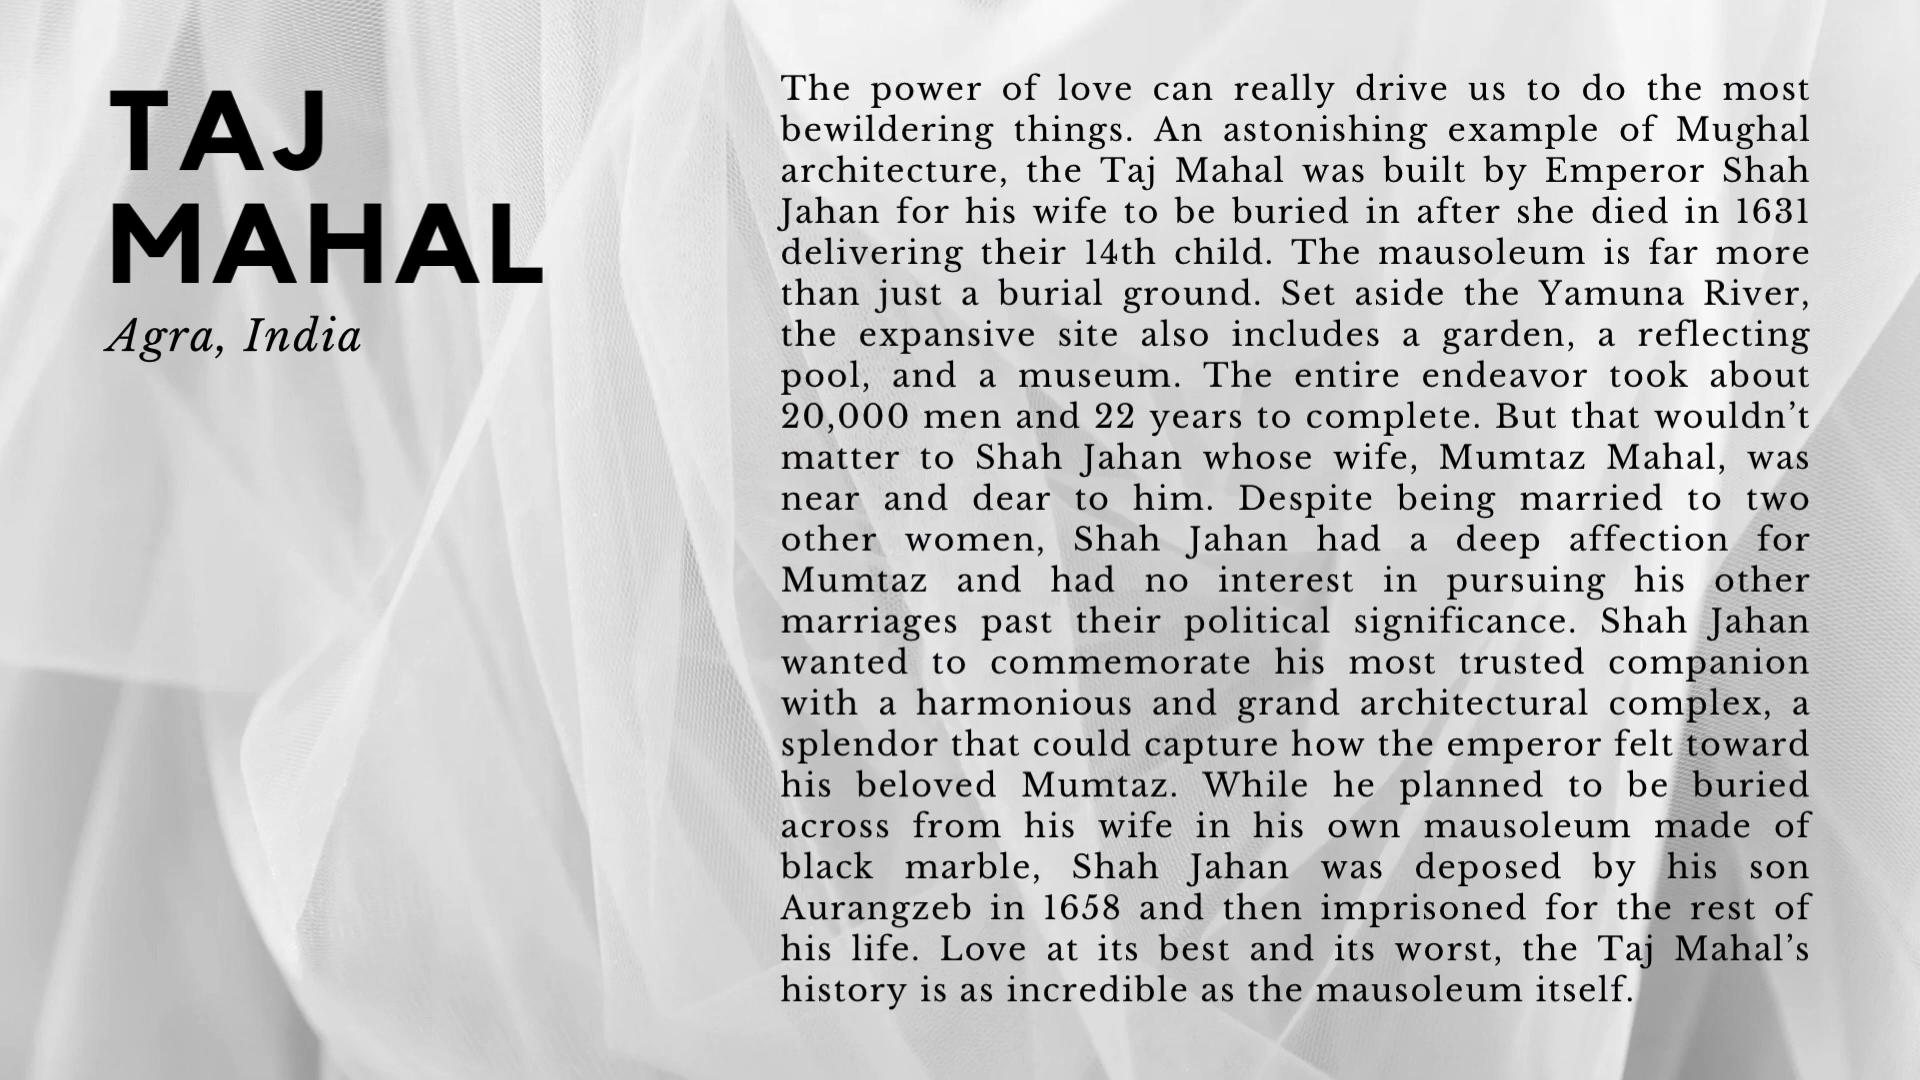 TAJ
MAHAL
Agra, India
The power of love can really drive us to do the most
bewildering things. An astonishing example of Mughal
architecture, the Taj Mahal was built by Emperor Shah
Jahan for his wife to be buried in after she died in 1631
delivering their 14th child. The mausoleum is far more
than just a burial ground. Set aside the Yamuna River,
the expansive site also includes a garden, a reflecting
pool, and a museum. The entire endeavor took about
20,000 men and 22 years to complete. But that wouldn’t
matter to Shah Jahan whose wife, Mumtaz Mahal, was
near and dear to him. Despite being married to two
other women, Shah Jahan had a deep affection for
Mumtaz and had no interest in pursuing his other
marriages past their political significance. Shah Jahan
wanted to commemorate his most trusted companion
with a harmonious and grand architectural complex, a
splendor that could capture how the emperor felt toward
his beloved Mumtaz. While he planned to be buried
across from his wife in his own mausoleum made of
black marble, Shah Jahan was deposed by his son
Aurangzeb in 1658 and then imprisoned for the rest of
his life. Love at its best and its worst, the Taj Mahal’s
history is as incredible as the mausoleum itself.